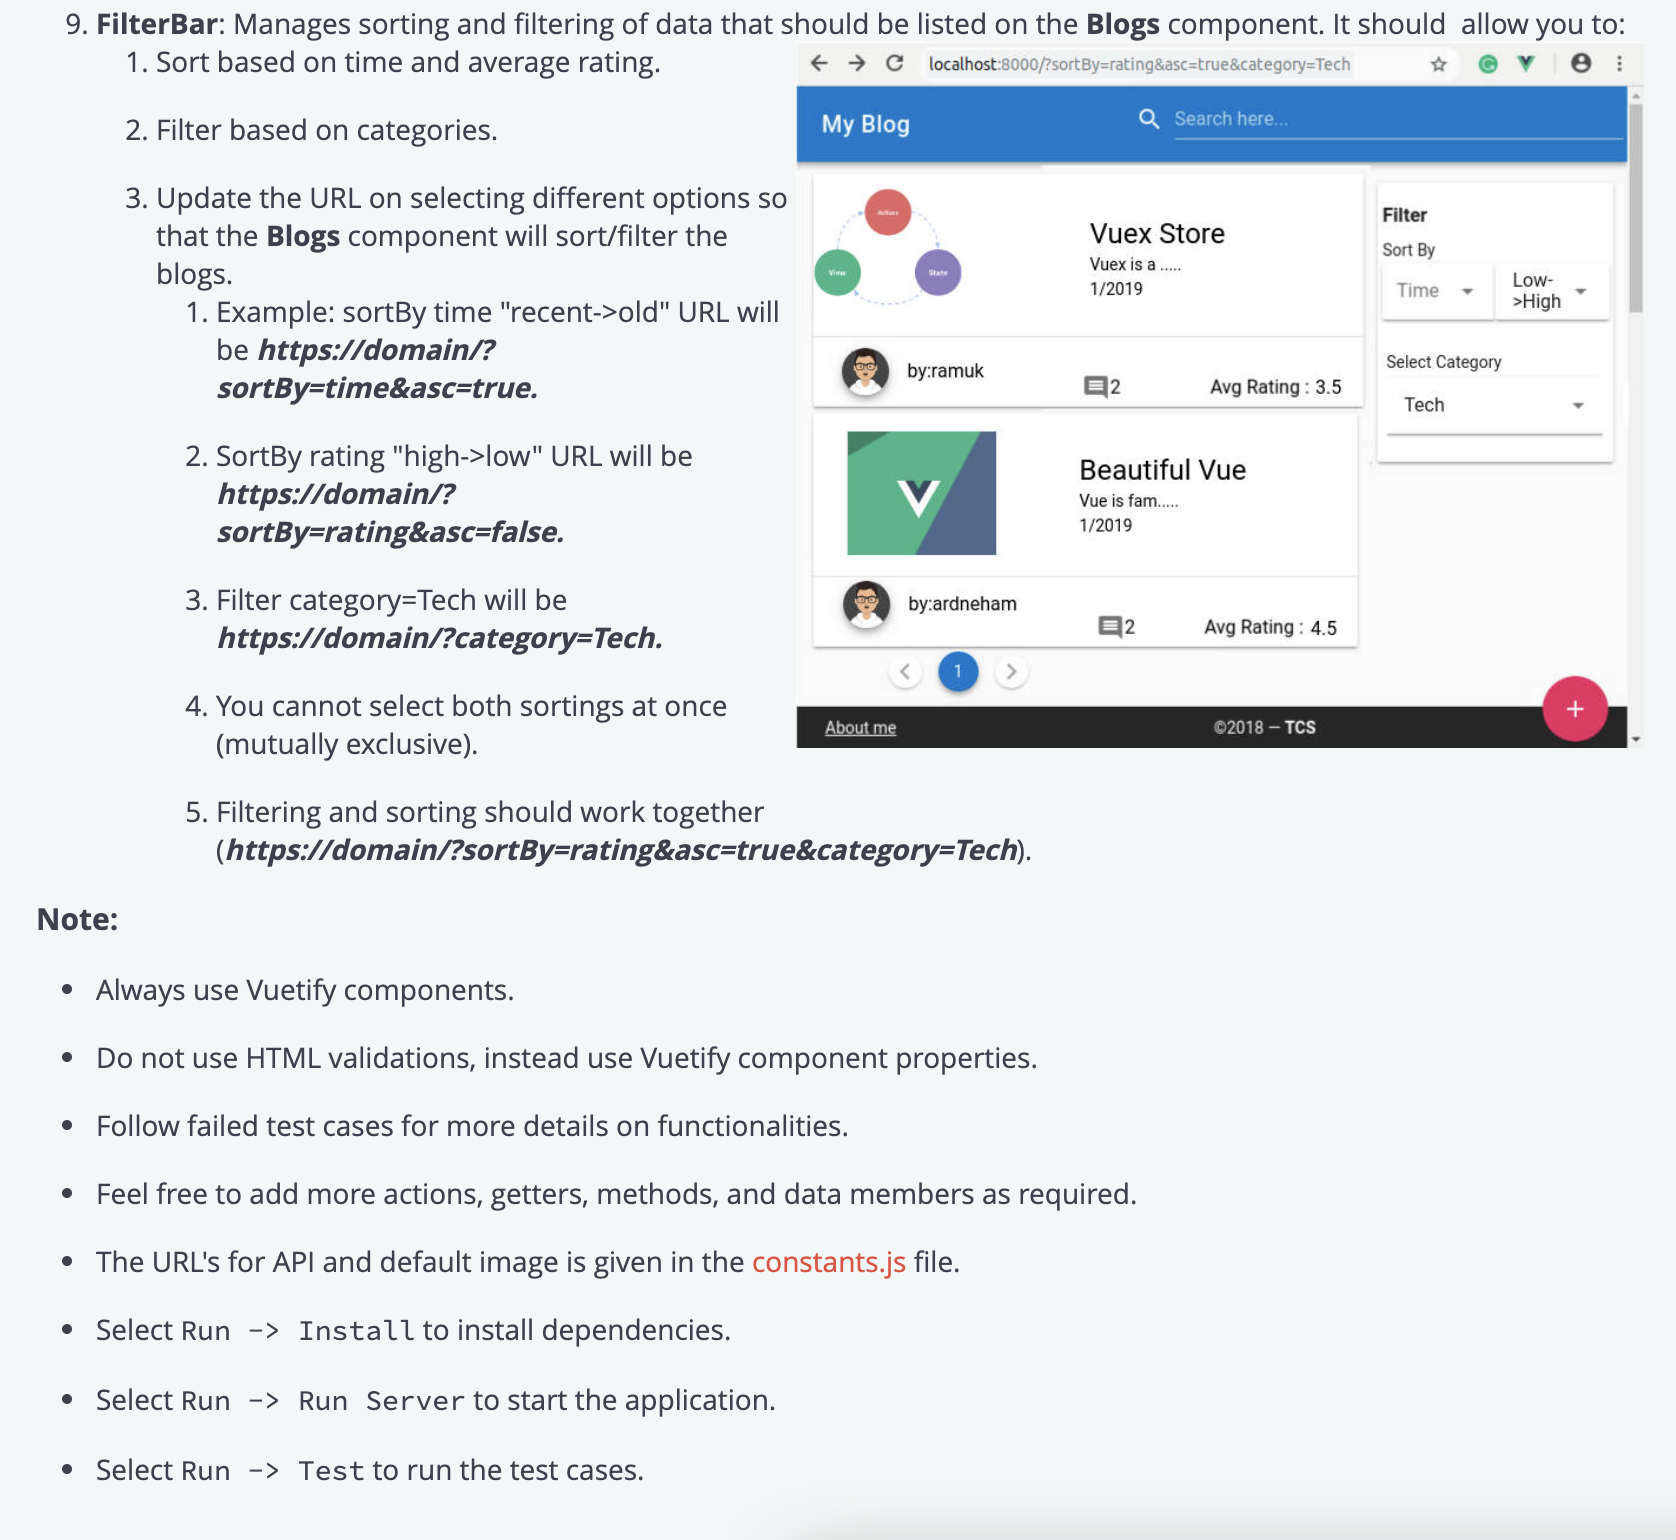 9. FilterBar: Manages sorting and filtering of data that should be listed on the Blogs component. It should  allow you to:
1. Sort based on time and average rating.
2. Filter based on categories.
3. Update the URL on selecting different options so
that the Blogs component will sort/filter the
blogs.
1. Example: sortBy time "recent->old" URL will
be https://domain/?
sortBy=time&asc=true.
2. SortBy rating "high->low" URL will be
https://domain/?
sortBy=rating&asc=false.
3. Filter category=Tech will be
https://domain/?category=Tech.
4. You cannot select both sortings at once
(mutually exclusive).
5. Filtering and sorting should work together
(https://domain/?sortBy=rating&asc=true&category=Tech).
localhost:8000/?sortBy=rating&asc=true&category=Tech
My Blog
Search here...
Actions
View
State
Vuex Store
Vuex is a .....
1/2019
by:ramuk
2
Avg Rating : 3.5
Beautiful Vue
Vue is fam.....
1/2019
by:ardneham
2
Avg Rating : 4.5
1
Filter
Sort By
Time
Low-
>High
Select Category
Tech
+
About me
©2018 — TCS
Note:
• Always use Vuetify components.
• Do not use HTML validations, instead use Vuetify component properties.
• Follow failed test cases for more details on functionalities.
• Feel free to add more actions, getters, methods, and data members as required.
• The URL's for API and default image is given in the constants.js file.
• Select Run -> Install to install dependencies.
• Select Run -> Run Server to start the application.
• Select Run -> Test to run the test cases.